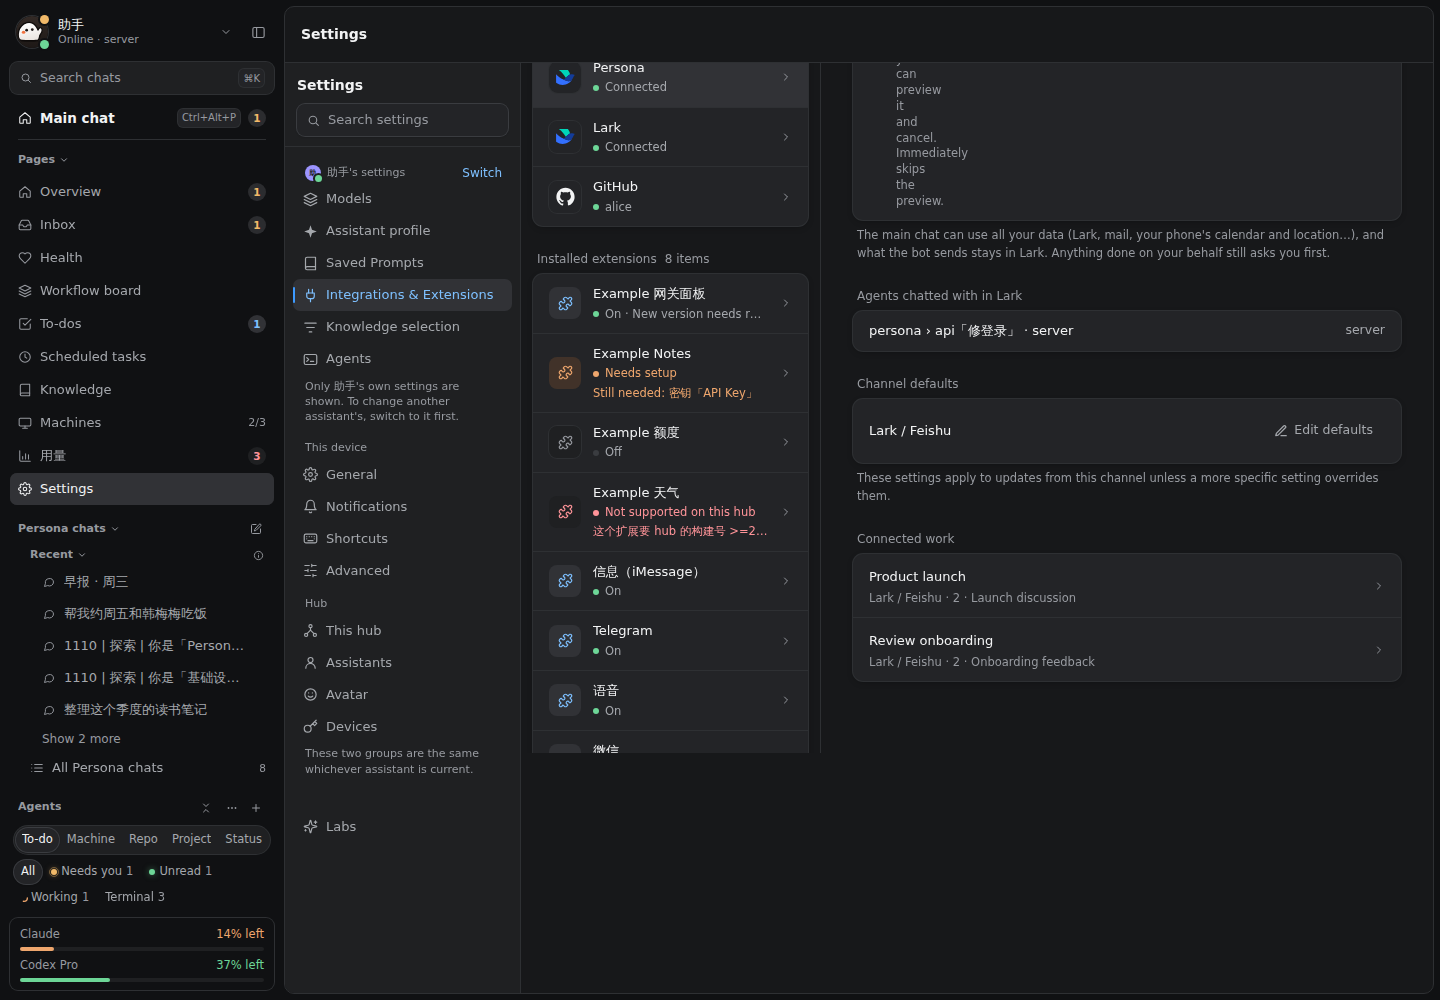 助手
Online · server
Search chats
⌘K
Main chat
Ctrl+Alt+P
1
Pages
Overview
1
Inbox
1
Health
Workflow board
To-dos
1
Scheduled tasks
Knowledge
Machines
2/3
用量
3
Settings
Persona chats
Recent
早报 · 周三
帮我约周五和韩梅梅吃饭
1110 | 探索 | 你是「Person…
1110 | 探索 | 你是「基础设…
整理这个季度的读书笔记
Show 2 more
All Persona chats
8
Agents
To-do
Machine
Repo
Project
Status
All
Needs you 1
Unread 1
Working 1
Terminal 3
Claude
14% left
Codex Pro
37% left
Settings
Settings
Search settings
助手's settings
Switch
Models
Assistant profile
Saved Prompts
Integrations & Extensions
Knowledge selection
Agents
Only 助手's own settings are
shown. To change another
assistant's, switch to it first.
This device
General
Notifications
Shortcuts
Advanced
Hub
This hub
Assistants
Avatar
Devices
These two groups are the same
whichever assistant is current.
Labs
Persona
Connected
Lark
Connected
GitHub
alice
Installed extensions 8 items
Example 网关面板
On · New version needs r…
Example Notes
Needs setup
Still needed: 密钥「API Key」
Example 额度
Off
Example 天气
Not supported on this hub
这个扩展要 hub 的构建号 >=2…
信息（iMessage）
On
Telegram
On
语音
On
微信
can
preview
it
and
cancel.
Immediately
skips
the
preview.
The main chat can use all your data (Lark, mail, your phone's calendar and location…), and
what the bot sends stays in Lark. Anything done on your behalf still asks you first.
Agents chatted with in Lark
persona › api「修登录」 · server
server
Channel defaults
Lark / Feishu
Edit defaults
These settings apply to updates from this channel unless a more specific setting overrides
them.
Connected work
Product launch
Lark / Feishu · 2 · Launch discussion
Review onboarding
Lark / Feishu · 2 · Onboarding feedback